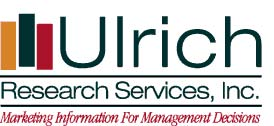 Ulrich
Research Services, Inc.
Marketing Information For Management Decisions